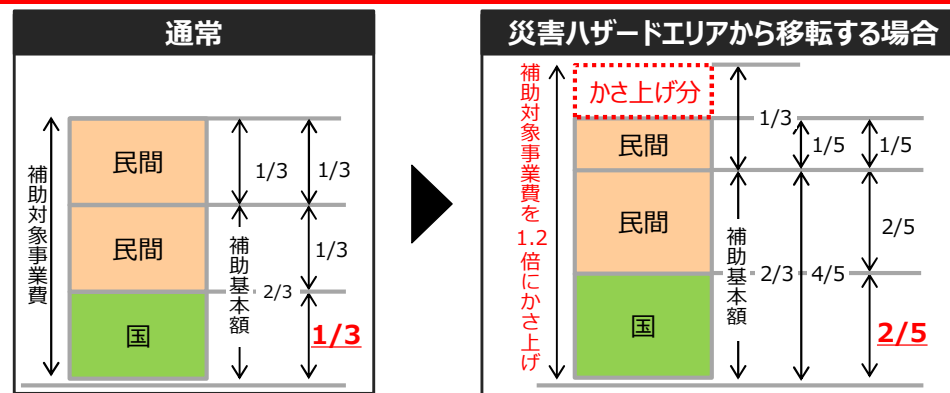 通常
補助対象事業費
民間
民間
国
補助基本額
1/3
2/3
1/3
1/3
1/3
災害ハザードエリアから移転する場合
補助対象事業費を1.2倍にかさ上げ
かさ上げ分
民間
民間
国
補助基本額
1/3
2/3
1/5
4/5
1/5
2/5
2/5